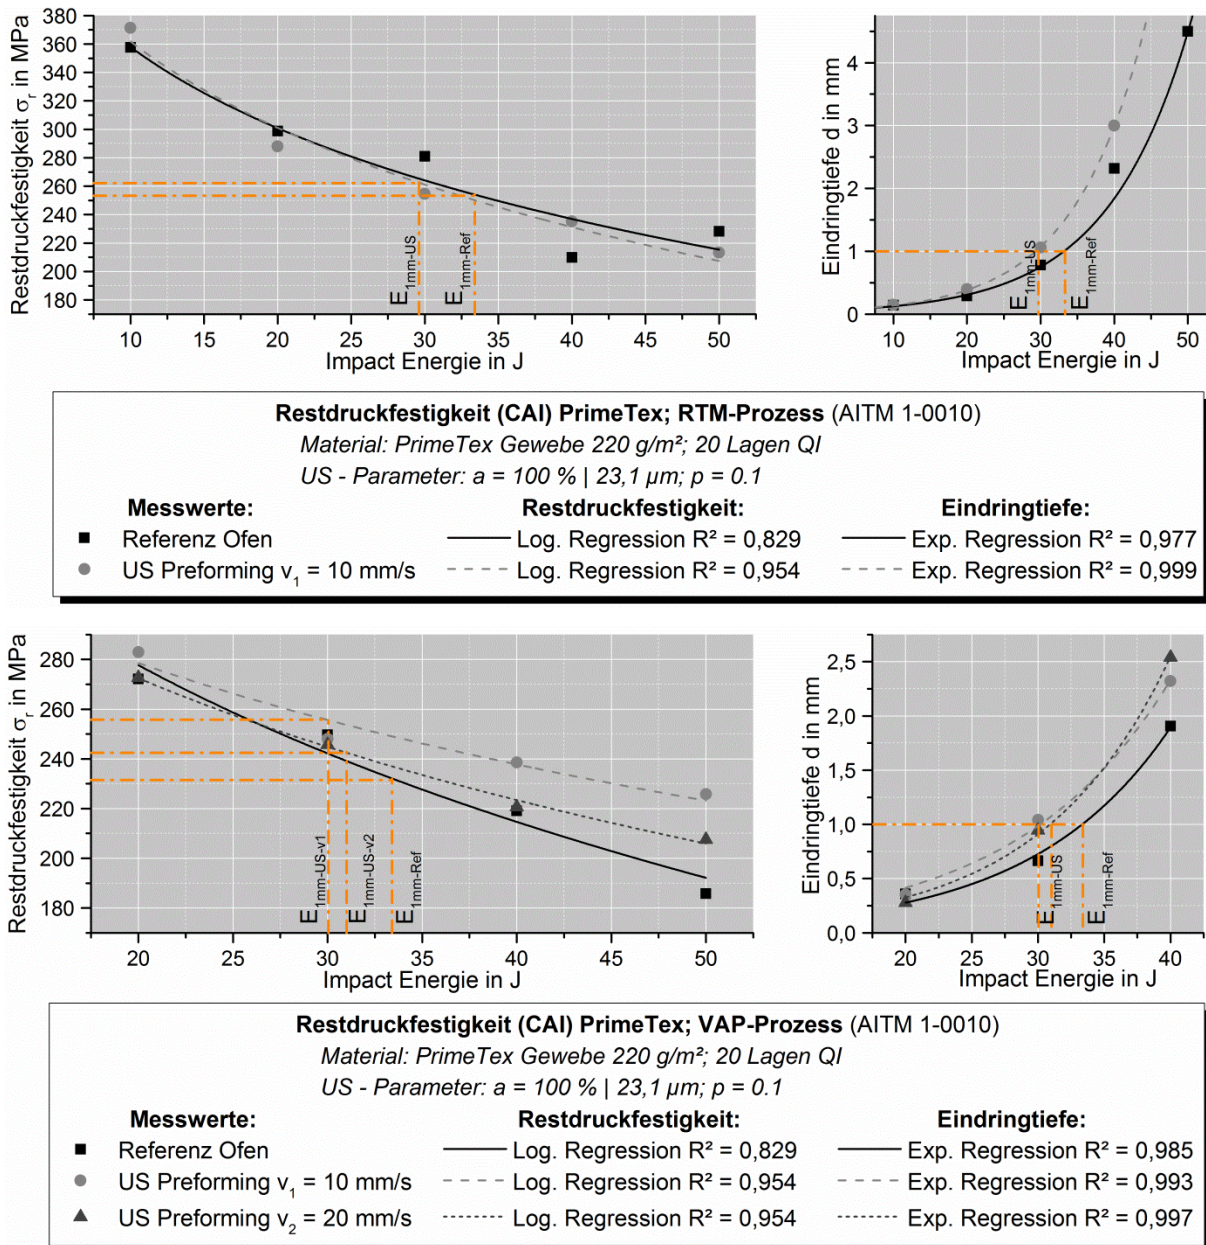 Restdruckfestigkeit σr in MPa
380
360
340
320
300
280
260
240
220
200
180
10 15 20 25 30 35 40 45 50
Impact Energie in J
E1mm-US
E1mm-Ref
Eindringtiefe d in mm
4
3
2
1
0
10 20 30 40 50
Impact Energie in J
E1mm-US
E1mm-Ref
Restdruckfestigkeit (CAI) PrimeTex; RTM-Prozess (AITM 1-0010)
Material: PrimeTex Gewebe 220 g/m²; 20 Lagen QI
US - Parameter: a = 100 % | 23,1 µm; p = 0.1
Messwerte: Restdruckfestigkeit: Eindringtiefe:
Referenz Ofen Log. Regression R² = 0,829 Exp. Regression R² = 0,977
US Preforming v1 = 10 mm/s Log. Regression R² = 0,954 Exp. Regression R² = 0,999
Restdruckfestigkeit σr in MPa
280
260
240
220
200
180
20 25 30 35 40 45 50
Impact Energie in J
E1mm-US-v1
E1mm-US-v2
E1mm-Ref
Eindringtiefe d in mm
2,5
2,0
1,5
1,0
0,5
0,0
20 25 30 35 40
Impact Energie in J
E1mm-US
E1mm-Ref
Restdruckfestigkeit (CAI) PrimeTex; VAP-Prozess (AITM 1-0010)
Material: PrimeTex Gewebe 220 g/m²; 20 Lagen QI
US - Parameter: a = 100 % | 23,1 µm; p = 0.1
Messwerte: Restdruckfestigkeit: Eindringtiefe:
Referenz Ofen Log. Regression R² = 0,829 Exp. Regression R² = 0,985
US Preforming v1 = 10 mm/s Log. Regression R² = 0,954 Exp. Regression R² = 0,993
US Preforming v2 = 20 mm/s Log. Regression R² = 0,954 Exp. Regression R² = 0,997